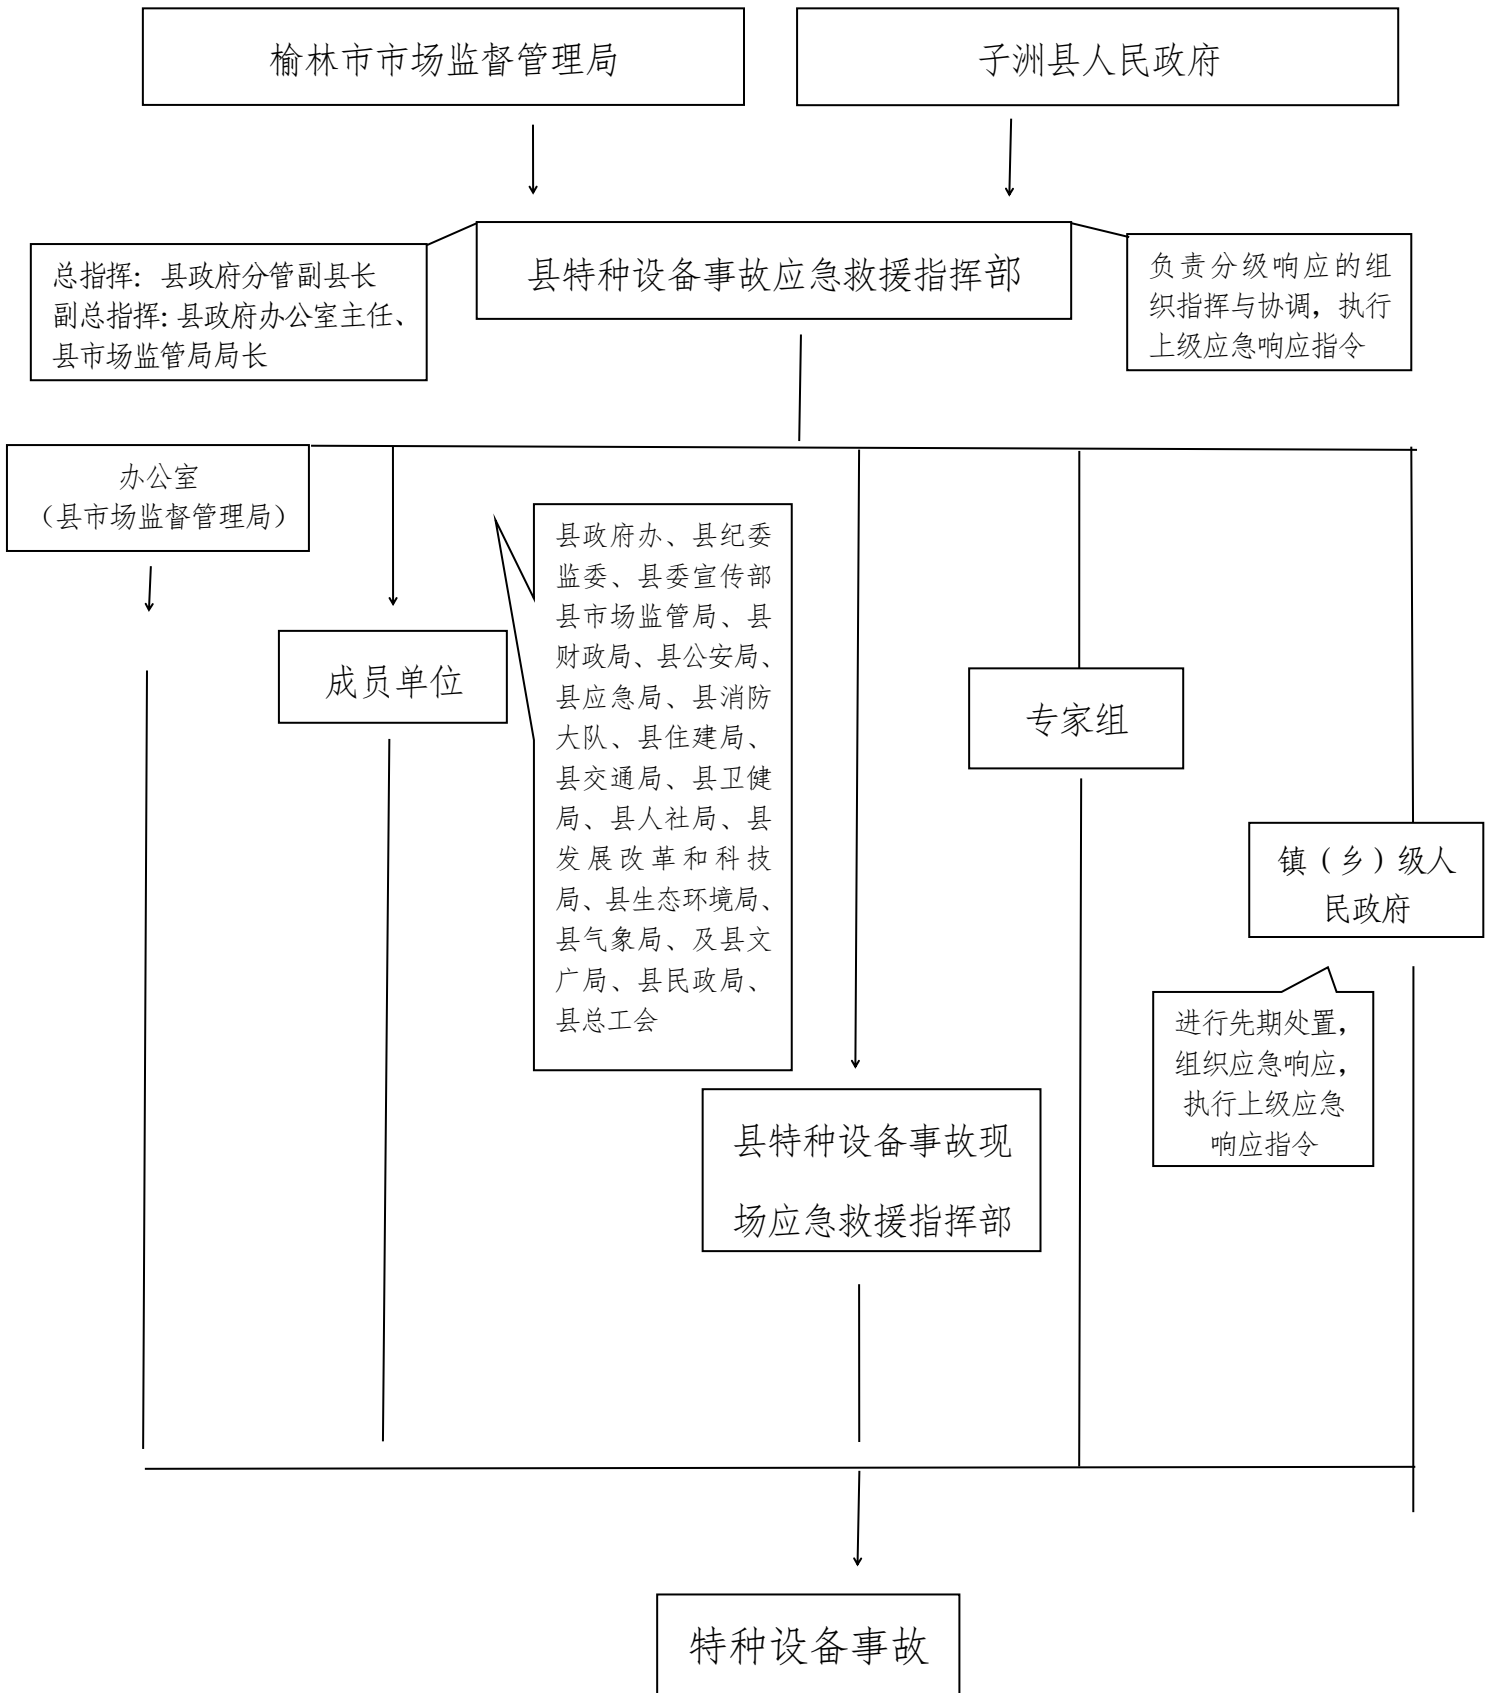 榆林市市场监督管理局
子洲县人民政府
县特种设备事故应急救援指挥部
总指挥：县政府分管副县长
副总指挥：县政府办公室主任、
县市场监管局局长
负责分级响应的组
织指挥与协调，执行
上级应急响应指令
办公室
（县市场监督管理局）
成员单位
县政府办、县纪委
监委、县委宣传部
县市场监管局、县
财政局、县公安局、
县应急局、县消防
大队、县住建局、
县交通局、县卫健
局、县人社局、县
发展改革和科技
局、县生态环境局、
县气象局、及县文
广局、县民政局、
县总工会
专家组
镇（乡）级人
民政府
进行先期处置，
组织应急响应，
执行上级应急
响应指令
县特种设备事故现
场应急救援指挥部
特种设备事故